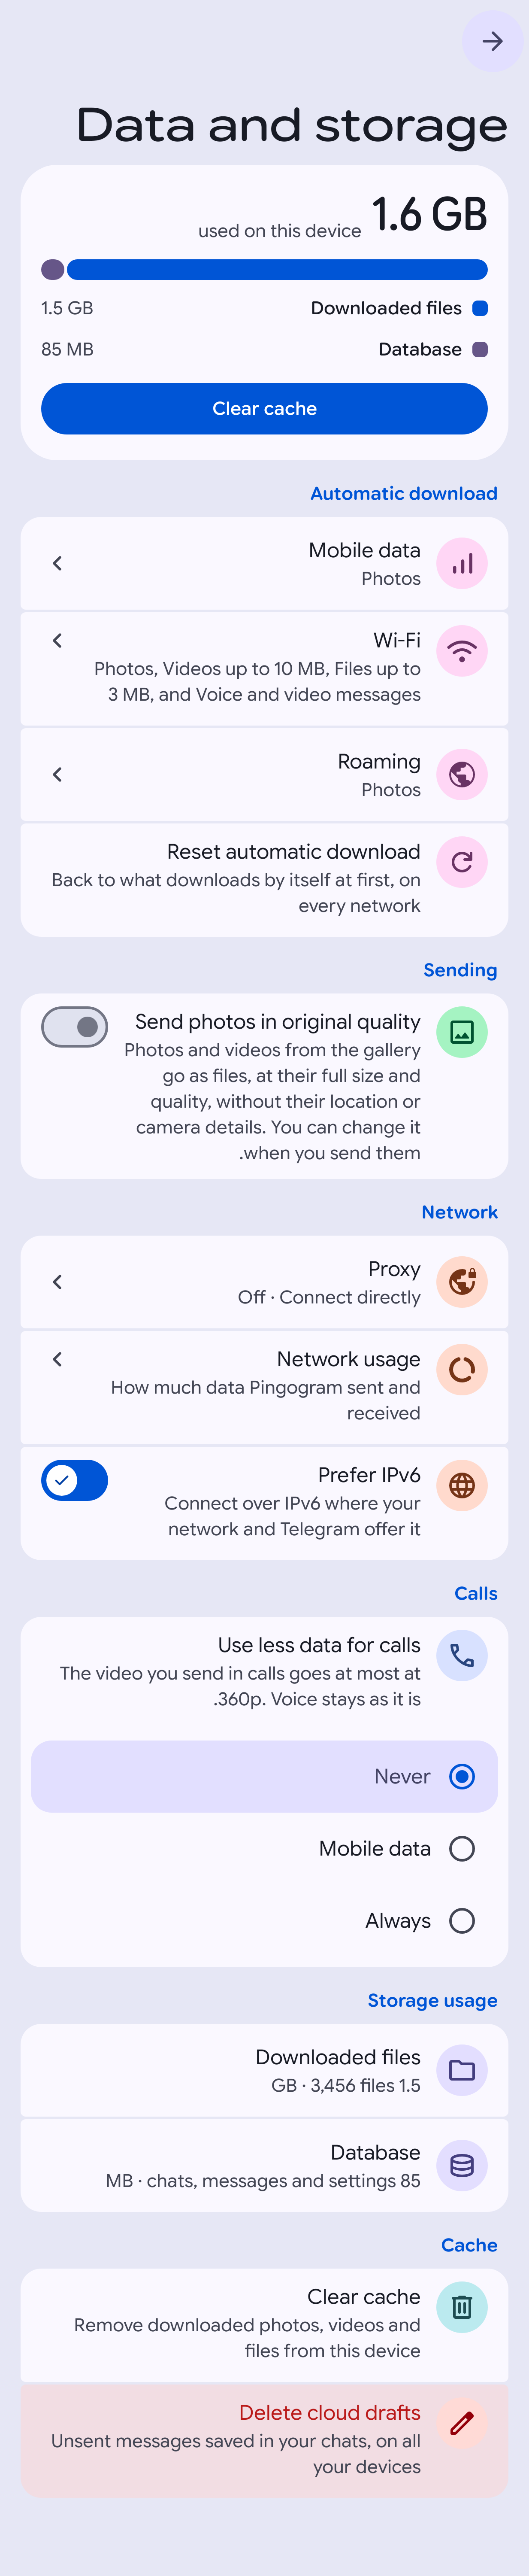 Data and storage
1.6 GB used on this device
Downloaded files 1.5 GB
Database 85 MB
Clear cache
Automatic download
Mobile data
Photos
Wi-Fi
Photos, Videos up to 10 MB, Files up to
3 MB, and Voice and video messages
Roaming
Photos
Reset automatic download
Back to what downloads by itself at first, on
every network
Sending
Send photos in original quality
Photos and videos from the gallery
go as files, at their full size and
quality, without their location or
camera details. You can change it
.when you send them
Network
Proxy
Off · Connect directly
Network usage
How much data Pingogram sent and
received
Prefer IPv6
Connect over IPv6 where your
network and Telegram offer it
Calls
Use less data for calls
The video you send in calls goes at most at
.360p. Voice stays as it is
Never
Mobile data
Always
Storage usage
Downloaded files
GB · 3,456 files 1.5
Database
MB · chats, messages and settings 85
Cache
Clear cache
Remove downloaded photos, videos and
files from this device
Delete cloud drafts
Unsent messages saved in your chats, on all
your devices